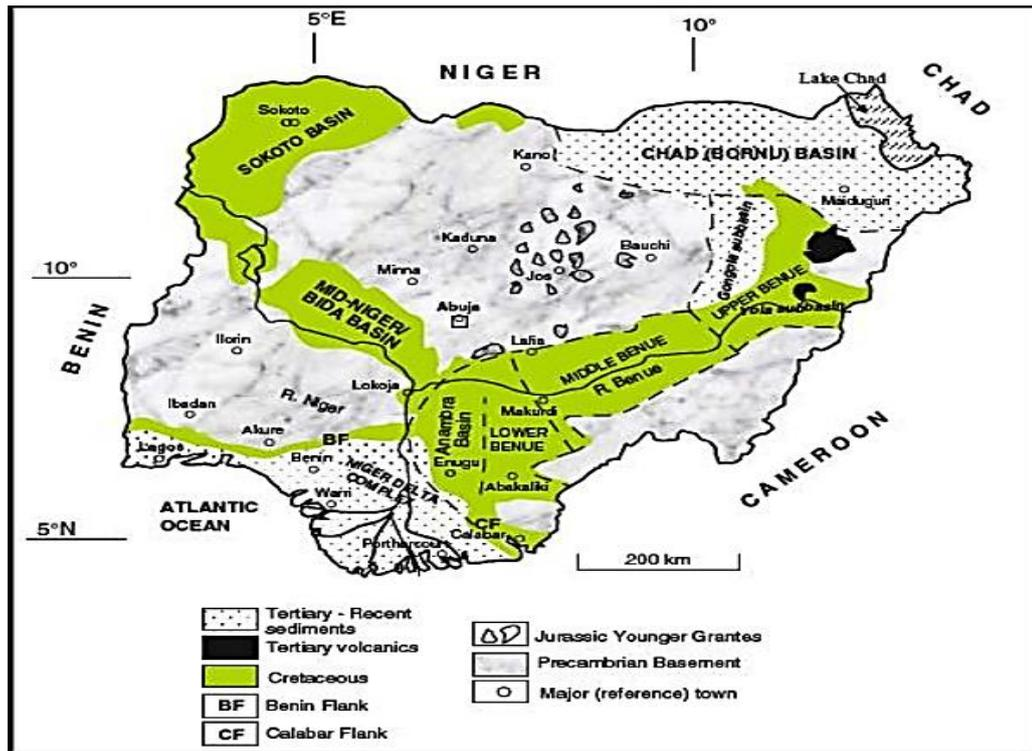 5°E
10°
NIGER
CHAD
Lake Chad
Sokoto
SOKOTO BASIN
Kano
CHAD (BORNU) BASIN
Maiduguri
Kaduna
Bauchi
Gongola subbasin
Minna
Jos
10°
MID-NIGER/
BIDA BASIN
Abuja
UPPER BENUE
Yola subbasin
BENIN
Ilorin
Lafia
MIDDLE BENUE
R. Benue
Lokoja
R. Niger
Ibadan
Makurdi
Akure
BF
Anambra
Basin
LOWER
BENUE
Lagos
Benin
Enugu
Abakaliki
CAMEROON
NIGER DELTA
COMPLEX
Warri
ATLANTIC
OCEAN
CF
Calabar
5°N
Portharcourt
200 km
Tertiary - Recent
sediments
Tertiary volcanics
Cretaceous
BF Benin Flank
CF Calabar Flank
Jurassic Younger Grantes
Precambrian Basement
Major (reference) town